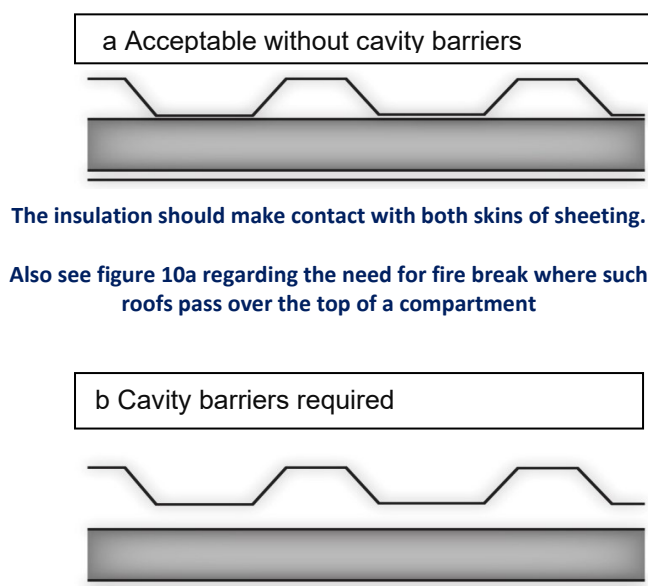 a Acceptable without cavity barriers
The insulation should make contact with both skins of sheeting.
Also see figure 10a regarding the need for fire break where such
roofs pass over the top of a compartment
b Cavity barriers required